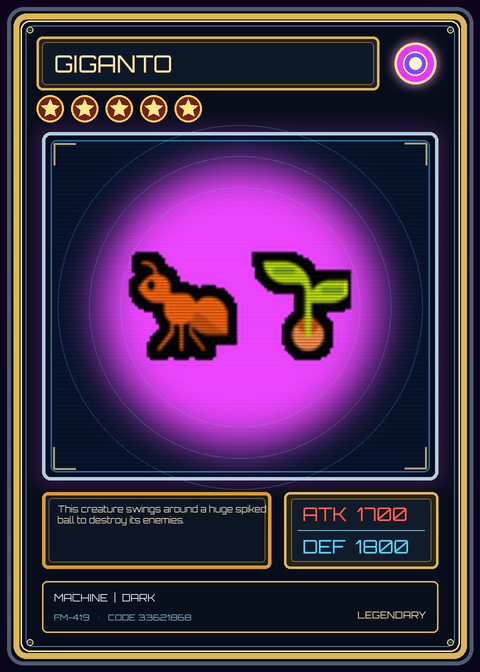 GIGANTO
This creature swings around a huge spiked
ball to destroy its enemies.
ATK 1700
DEF 1800
MACHINE | DARK
FM-419 · CODE 33621868
LEGENDARY